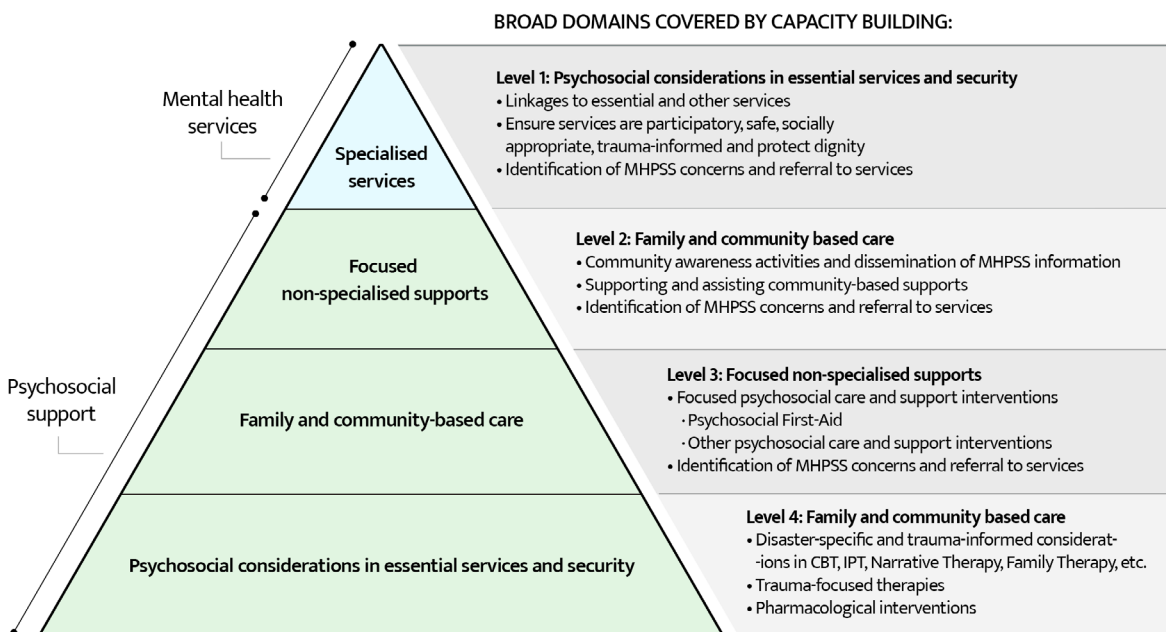 BROAD DOMAINS COVERED BY CAPACITY BUILDING:
Mental health
services
Specialised
services
Level 1: Psychosocial considerations in essential services and security
• Linkages to essential and other services
• Ensure services are participatory, safe, socially
appropriate, trauma-informed and protect dignity
• Identification of MHPSS concerns and referral to services
Focused
non-specialised supports
Level 2: Family and community based care
• Community awareness activities and dissemination of MHPSS information
• Supporting and assisting community-based supports
• Identification of MHPSS concerns and referral to services
Psychosocial
support
Family and community-based care
Level 3: Focused non-specialised supports
• Focused psychosocial care and support interventions
· Psychosocial First-Aid
· Other psychosocial care and support interventions
• Identification of MHPSS concerns and referral to services
Psychosocial considerations in essential services and security
Level 4: Family and community based care
• Disaster-specific and trauma-informed considerat-
-ions in CBT, IPT, Narrative Therapy, Family Therapy, etc.
• Trauma-focused therapies
• Pharmacological interventions